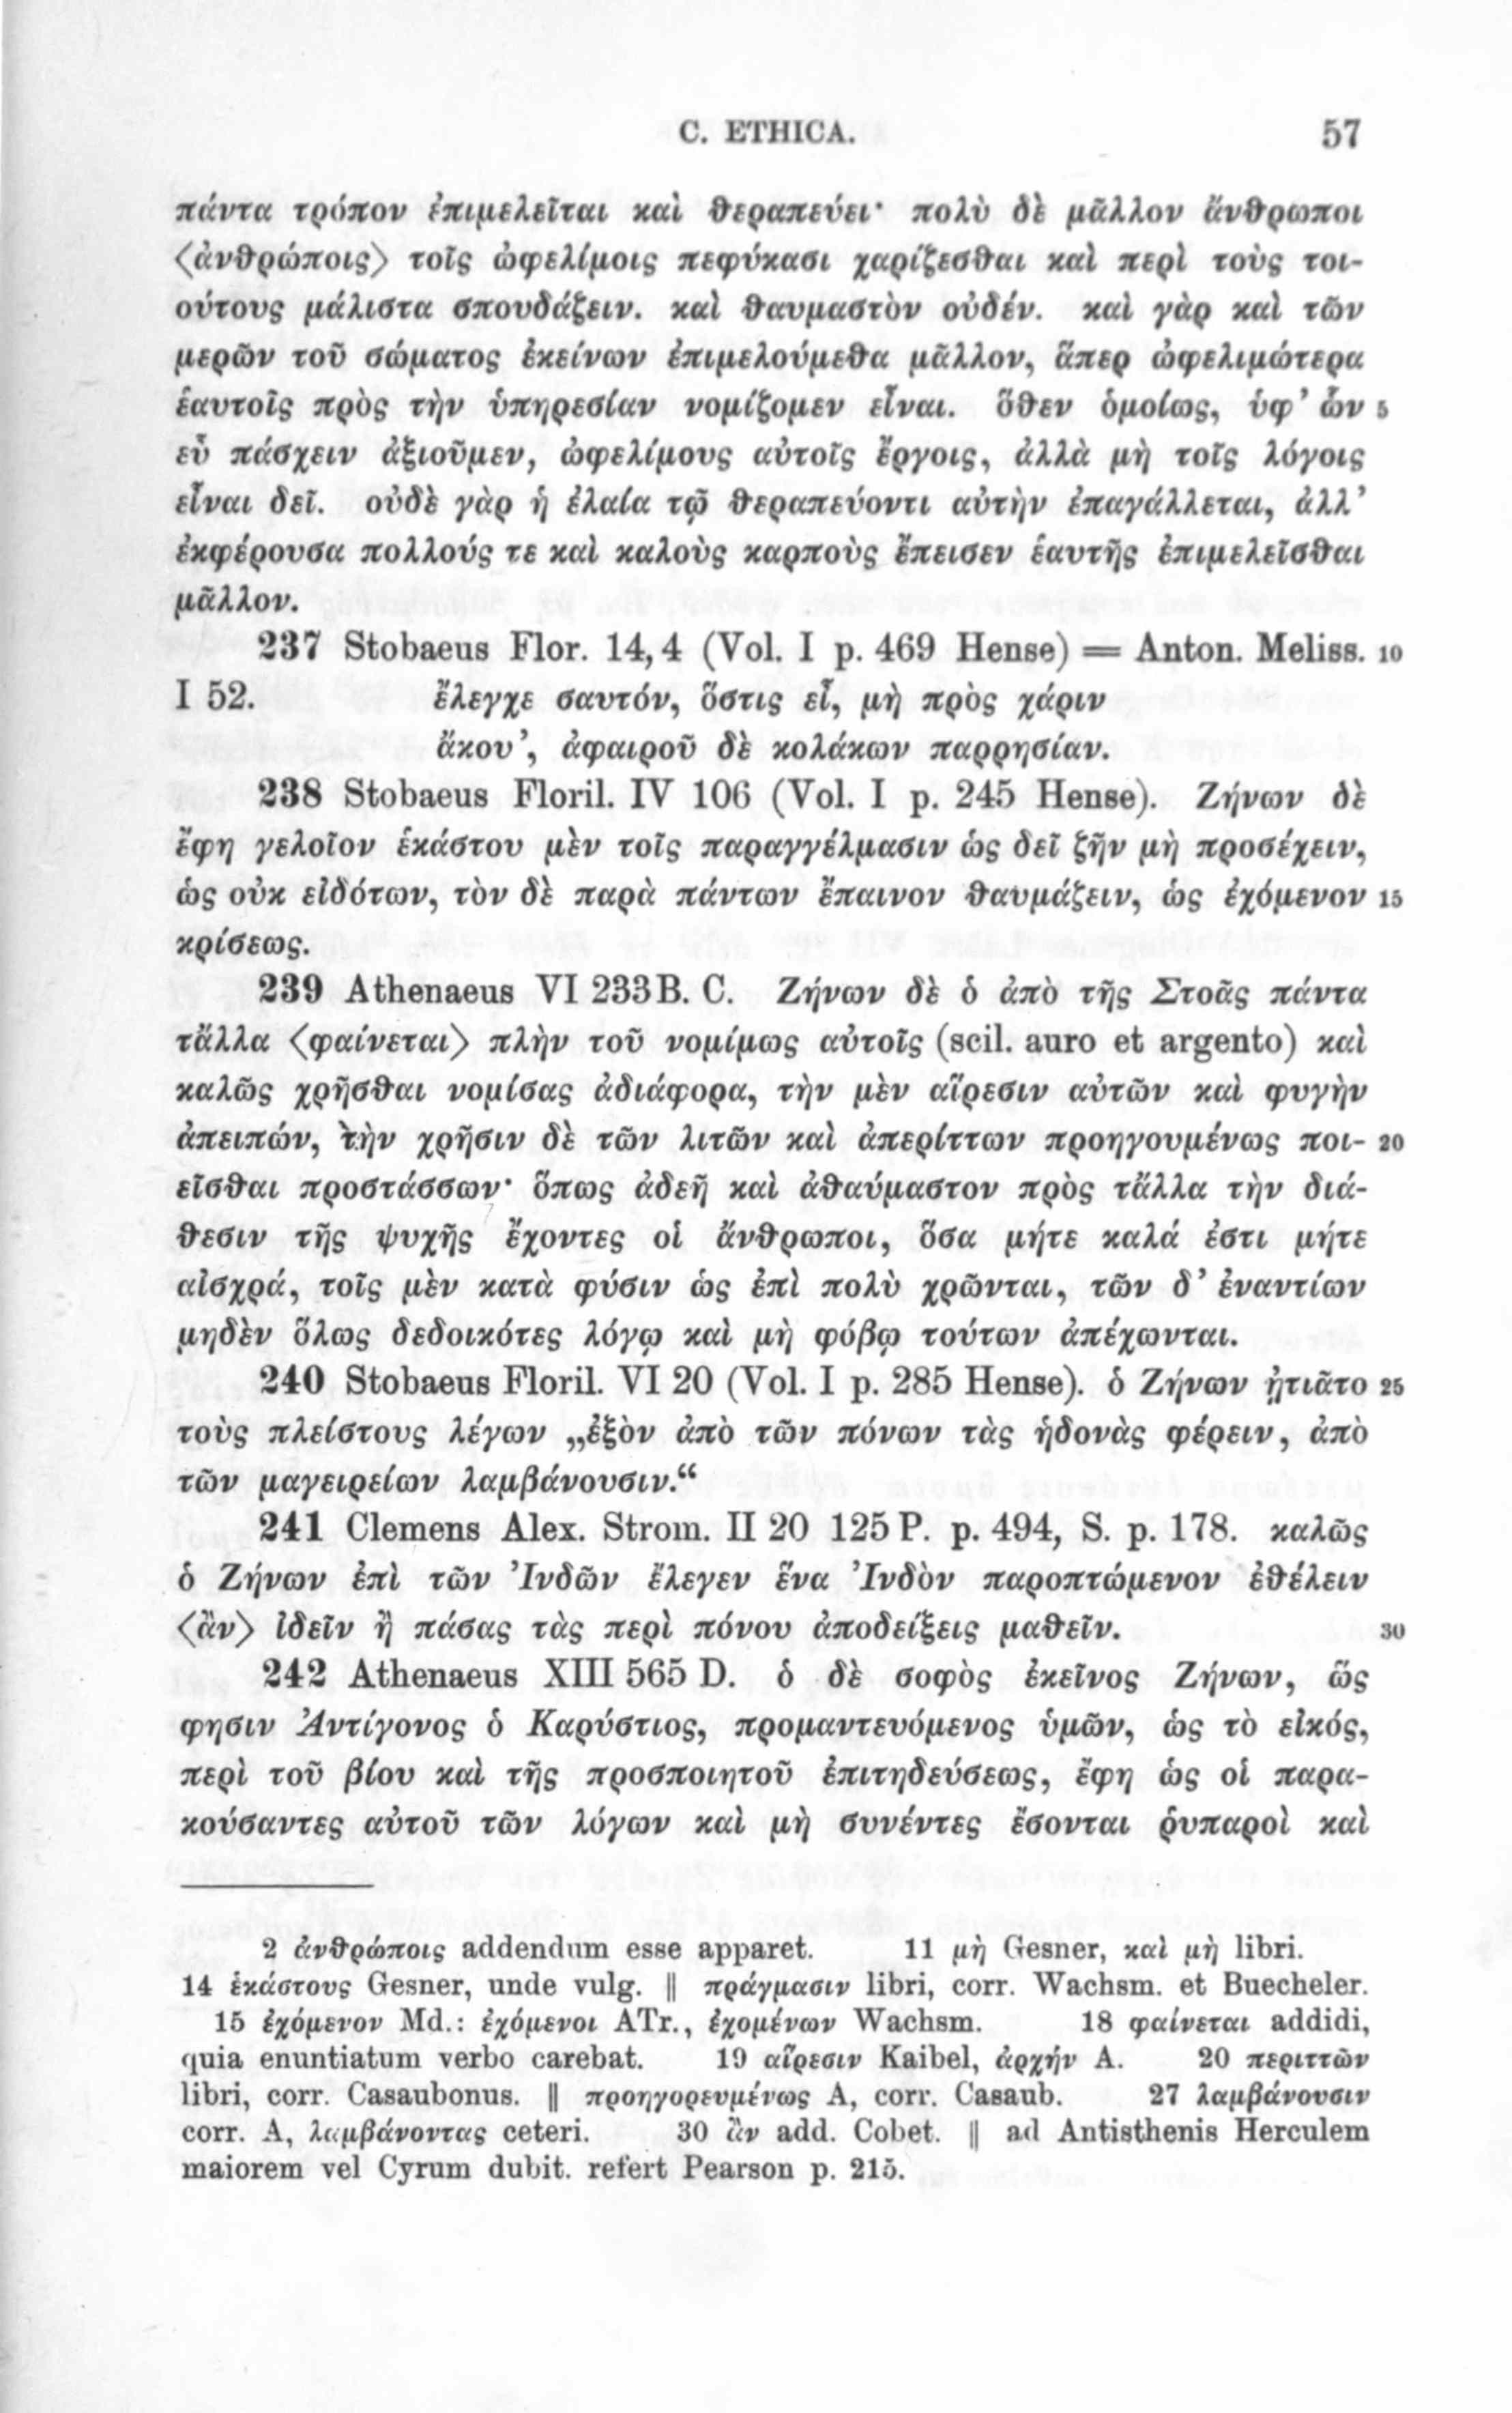 C. ETHICA. 57
πάντα τρόπον ἐπιμελεῖται καὶ θεραπεύει· πολὺ δὲ μᾶλλον ἄνθρωποι
〈ἀνθρώποις〉 τοῖς ὠφελίμοις πεφύκασι χαρίζεσθαι καὶ περὶ τοὺς τοι-
ούτους μάλιστα σπουδάζειν. καὶ θαυμαστὸν οὐδέν. καὶ γὰρ καὶ τῶν
μερῶν τοῦ σώματος ἐκείνων ἐπιμελούμεθα μᾶλλον, ἅπερ ὠφελιμώτερα
ἑαυτοῖς πρὸς τὴν ὑπηρεσίαν νομίζομεν εἶναι. ὅθεν ὁμοίως, ὑφ’ ὧν 5
εὖ πάσχειν ἀξιοῦμεν, ὠφελίμους αὐτοῖς ἔργοις, ἀλλὰ μὴ τοῖς λόγοις
εἶναι δεῖ. οὐδὲ γὰρ ἡ ἐλαία τῷ θεραπεύοντι αὐτὴν ἐπαγάλλεται, ἀλλ’
ἐκφέρουσα πολλούς τε καὶ καλοὺς καρποὺς ἔπεισεν ἑαυτῆς ἐπιμελεῖσθαι
μᾶλλον.
237 Stobaeus Flor. 14,4 (Vol. I p. 469 Hense) = Anton. Meliss. 10
I 52. ἔλεγχε σαυτόν, ὅστις εἶ, μὴ πρὸς χάριν
ἄκου’, ἀφαιροῦ δὲ κολάκων παρρησίαν.
238 Stobaeus Floril. IV 106 (Vol. I p. 245 Hense). Ζήνων δὲ
ἔφη γελοῖον ἑκάστου μὲν τοῖς παραγγέλμασιν ὡς δεῖ ζῆν μὴ προσέχειν,
ὡς οὐκ εἰδότων, τὸν δὲ παρὰ πάντων ἔπαινον θαυμάζειν, ὡς ἐχόμενον 15
κρίσεως.
239 Athenaeus VI 233B. C. Ζήνων δὲ ὁ ἀπὸ τῆς Στοᾶς πάντα
τἄλλα 〈φαίνεται〉 πλὴν τοῦ νομίμως αὐτοῖς (scil. auro et argento) καὶ
καλῶς χρῆσθαι νομίσας ἀδιάφορα, τὴν μὲν αἵρεσιν αὐτῶν καὶ φυγὴν
ἀπειπών, τὴν χρῆσιν δὲ τῶν λιτῶν καὶ ἀπερίττων προηγουμένως ποι- 20
εῖσθαι προστάσσων· ὅπως ἀδεῆ καὶ ἀθαύμαστον πρὸς τἄλλα τὴν διά-
θεσιν τῆς ψυχῆς ἔχοντες οἱ ἄνθρωποι, ὅσα μήτε καλά ἐστι μήτε
αἰσχρά, τοῖς μὲν κατὰ φύσιν ὡς ἐπὶ πολὺ χρῶνται, τῶν δ’ ἐναντίων
μηδὲν ὅλως δεδοικότες λόγῳ καὶ μὴ φόβῳ τούτων ἀπέχωνται.
240 Stobaeus Floril. VI 20 (Vol. I p. 285 Hense). ὁ Ζήνων ᾐτιᾶτο 25
τοὺς πλείστους λέγων „ἐξὸν ἀπὸ τῶν πόνων τὰς ἡδονὰς φέρειν, ἀπὸ
τῶν μαγειρείων λαμβάνουσιν.“
241 Clemens Alex. Strom. II 20 125 P. p. 494, S. p. 178. καλῶς
ὁ Ζήνων ἐπὶ τῶν Ἰνδῶν ἔλεγεν ἕνα Ἰνδὸν παροπτώμενον ἐθέλειν
〈ἂν〉 ἰδεῖν ἢ πάσας τὰς περὶ πόνου ἀποδείξεις μαθεῖν. 30
242 Athenaeus XIII 565 D. ὁ δὲ σοφὸς ἐκεῖνος Ζήνων, ὥς
φησιν Ἀντίγονος ὁ Καρύστιος, προμαντευόμενος ὑμῶν, ὡς τὸ εἰκός,
περὶ τοῦ βίου καὶ τῆς προσποιητοῦ ἐπιτηδεύσεως, ἔφη ὡς οἱ παρα-
κούσαντες αὐτοῦ τῶν λόγων καὶ μὴ συνέντες ἔσονται ῥυπαροὶ καὶ
2 ἀνθρώποις addendum esse apparet. 11 μὴ Gesner, καὶ μὴ libri.
14 ἑκάστους Gesner, unde vulg. || πράγμασιν libri, corr. Wachsm. et Buecheler.
15 ἐχόμενον Md.: ἐχόμενοι ATr., ἐχομένων Wachsm. 18 φαίνεται addidi,
quia enuntiatum verbo carebat. 19 αἵρεσιν Kaibel, ἀρχήν A. 20 περιττῶν
libri, corr. Casaubonus. || προηγορευμένως A, corr. Casaub. 27 λαμβάνουσιν
corr. A, λαμβάνοντας ceteri. 30 ἂν add. Cobet. || ad Antisthenis Herculem
maiorem vel Cyrum dubit. refert Pearson p. 215.